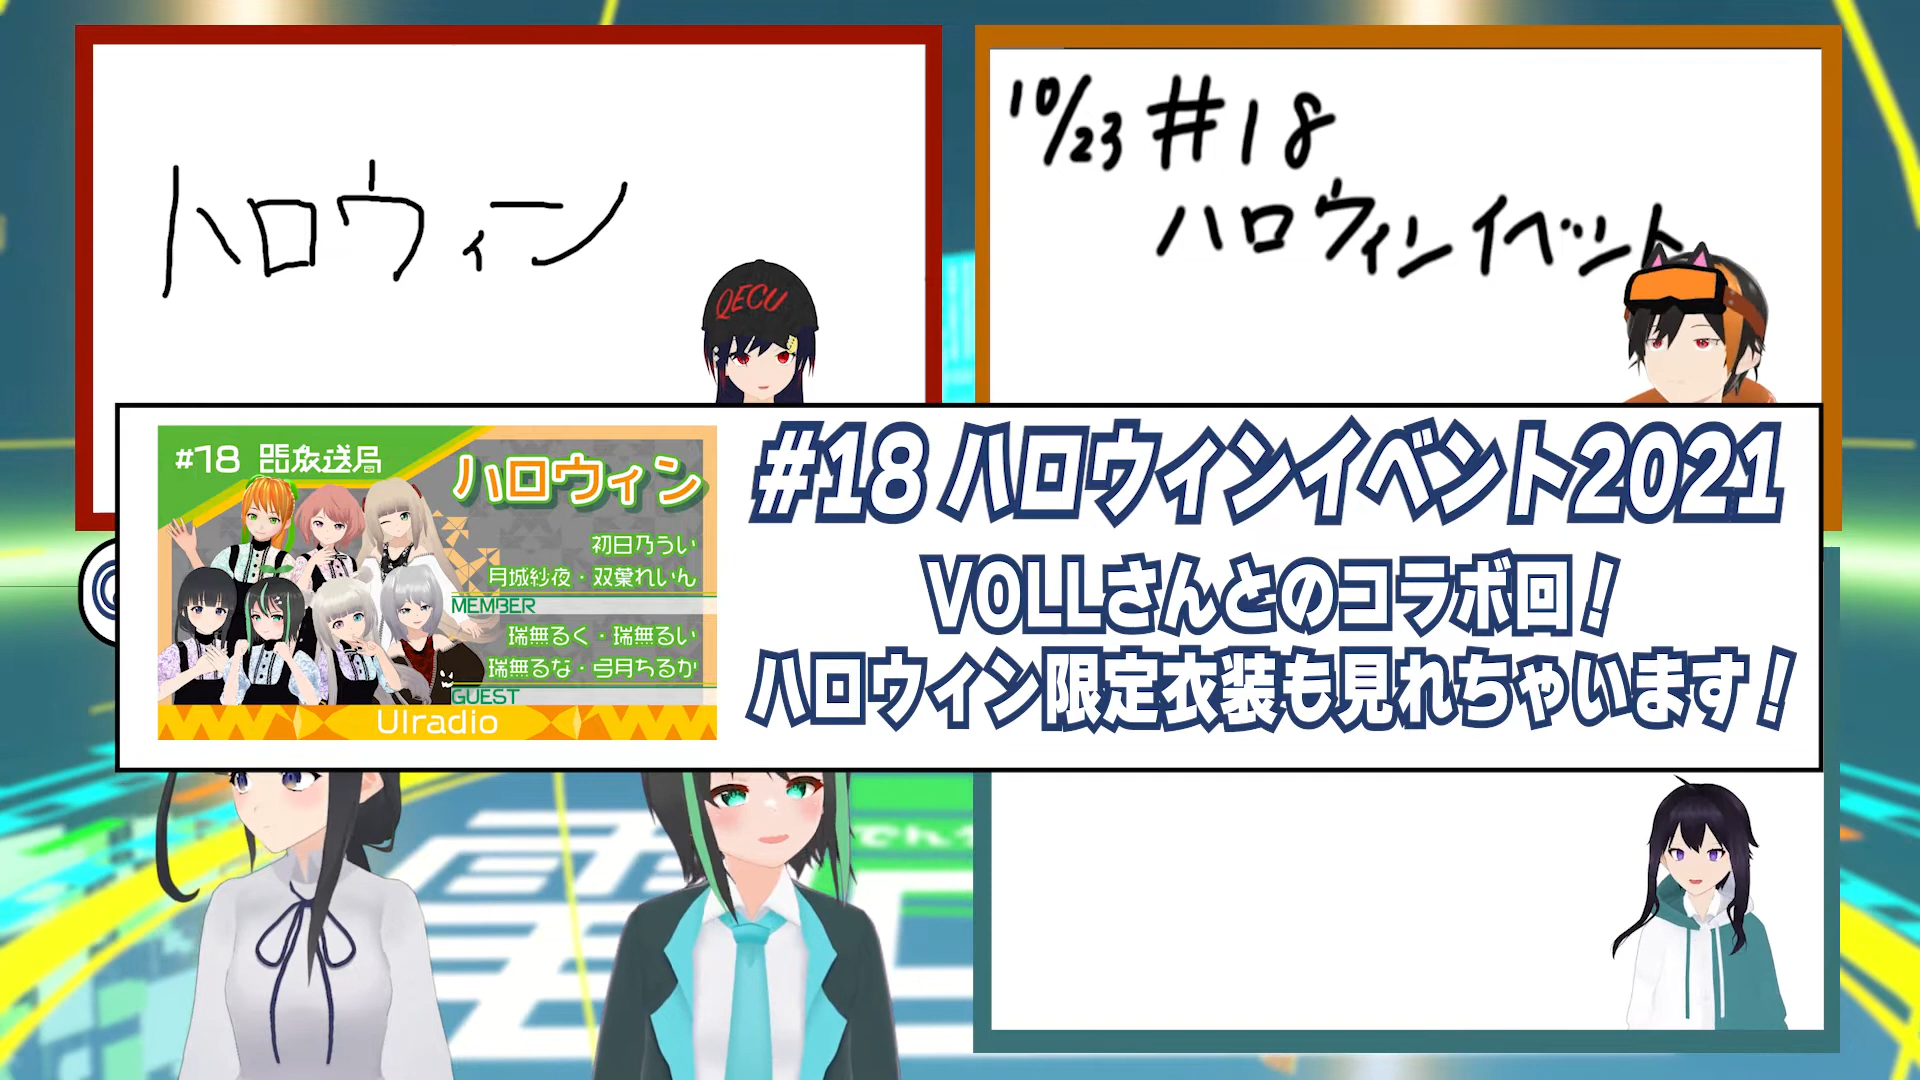 ハロウィン
10/23 #18
ハロウィンイベント
QECU
#18 ハロウィンイベント2021
VOLLさんとのコラボ回！
ハロウィン限定衣装も見れちゃいます！
#18 放送局
ハロウィン
初日乃うい
月城紗夜・双葉れいん
MEMBER
瑞無るく・瑞無るい
瑞無るな・弓月ちるか
GUEST
UIradio